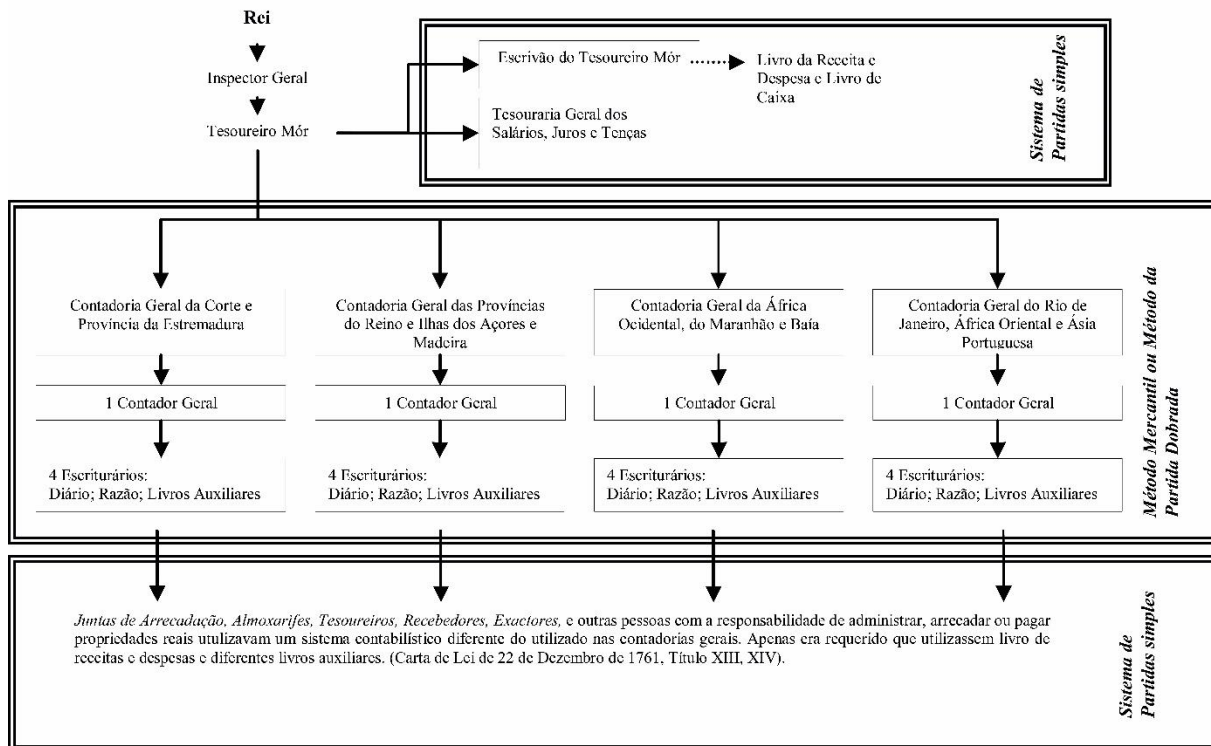 Rei
Inspector Geral
Tesoureiro Mór
Escrivão do Tesoureiro Mór
Livro da Receita e
Despesa e Livro de
Caixa
Tesouraria Geral dos
Salários, Juros e Tenças
Sistema de
Partidas simples
Contadoria Geral da Corte e
Província da Estremadura
Contadoria Geral das Províncias
do Reino e Ilhas dos Açores e
Madeira
Contadoria Geral da África
Ocidental, do Maranhão e Baía
Contadoria Geral do Rio de
Janeiro, África Oriental e Ásia
Portuguesa
1 Contador Geral
1 Contador Geral
1 Contador Geral
1 Contador Geral
4 Escriturários:
Diário; Razão; Livros Auxiliares
4 Escriturários:
Diário; Razão; Livros Auxiliares
4 Escriturários:
Diário; Razão; Livros Auxiliares
4 Escriturários:
Diário; Razão; Livros Auxiliares
Método Mercantil ou Método da
Partida Dobrada
Juntas de Arrecadação, Almoxarifes, Tesoureiros, Recebedores, Exactores, e outras pessoas com a responsabilidade de administrar, arrecadar ou pagar
propriedades reais utulizavam um sistema contabilístico diferente do utilizado nas contadorias gerais. Apenas era requerido que utilizassem livro de
receitas e despesas e diferentes livros auxiliares. (Carta de Lei de 22 de Dezembro de 1761, Título XIII, XIV).
Sistema de
Partidas simples